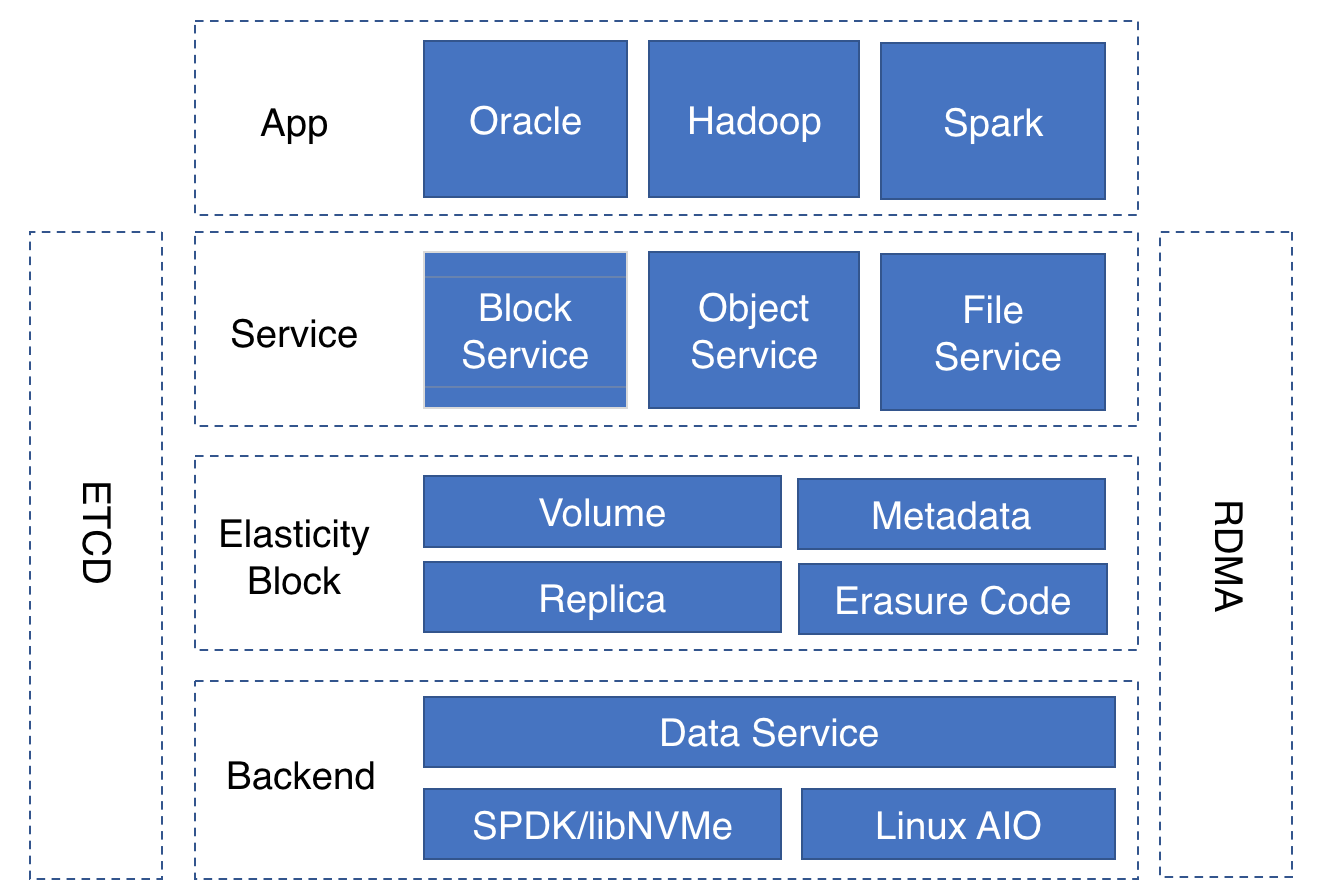 App
Oracle
Hadoop
Spark
Service
Block
Service
Object
Service
File
Service
ETCD
Elasticity
Block
Volume
Metadata
Replica
Erasure Code
RDMA
Backend
Data Service
SPDK/libNVMe
Linux AIO